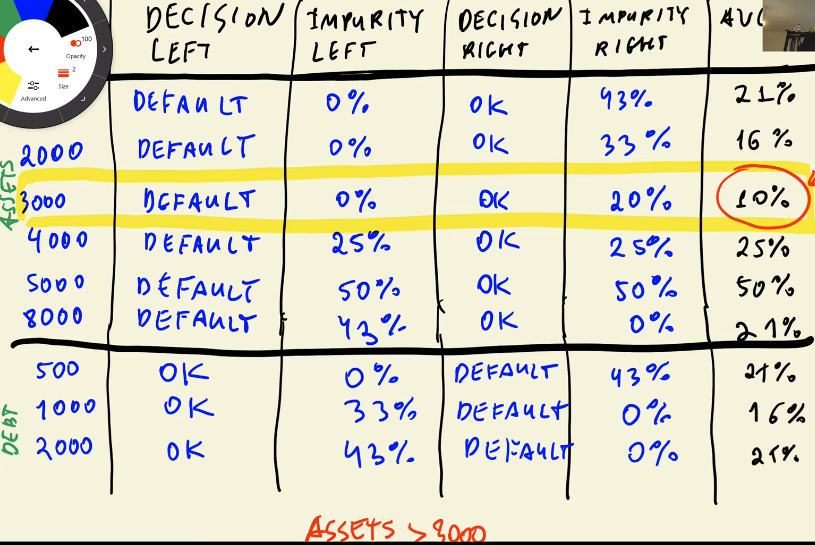 DECISION LEFT IMPURITY LEFT DECISION RIGHT IMPURITY RIGHT
100
Opacity
2
Size
Advanced
DEFAULT 0% OK 43% 21%
ASSETS
2000 DEFAULT 0% OK 33% 16%
3000 DEFAULT 0% OK 20% 10%
4000 DEFAULT 25% OK 25% 25%
5000 DEFAULT 50% OK 50% 50%
8000 DEFAULT 43% OK 0% 21%
DEBT
500 OK 0% DEFAULT 43% 21%
1000 OK 33% DEFAULT 0% 16%
2000 OK 43% DEFAULT 0% 21%
ASSETS > 3000